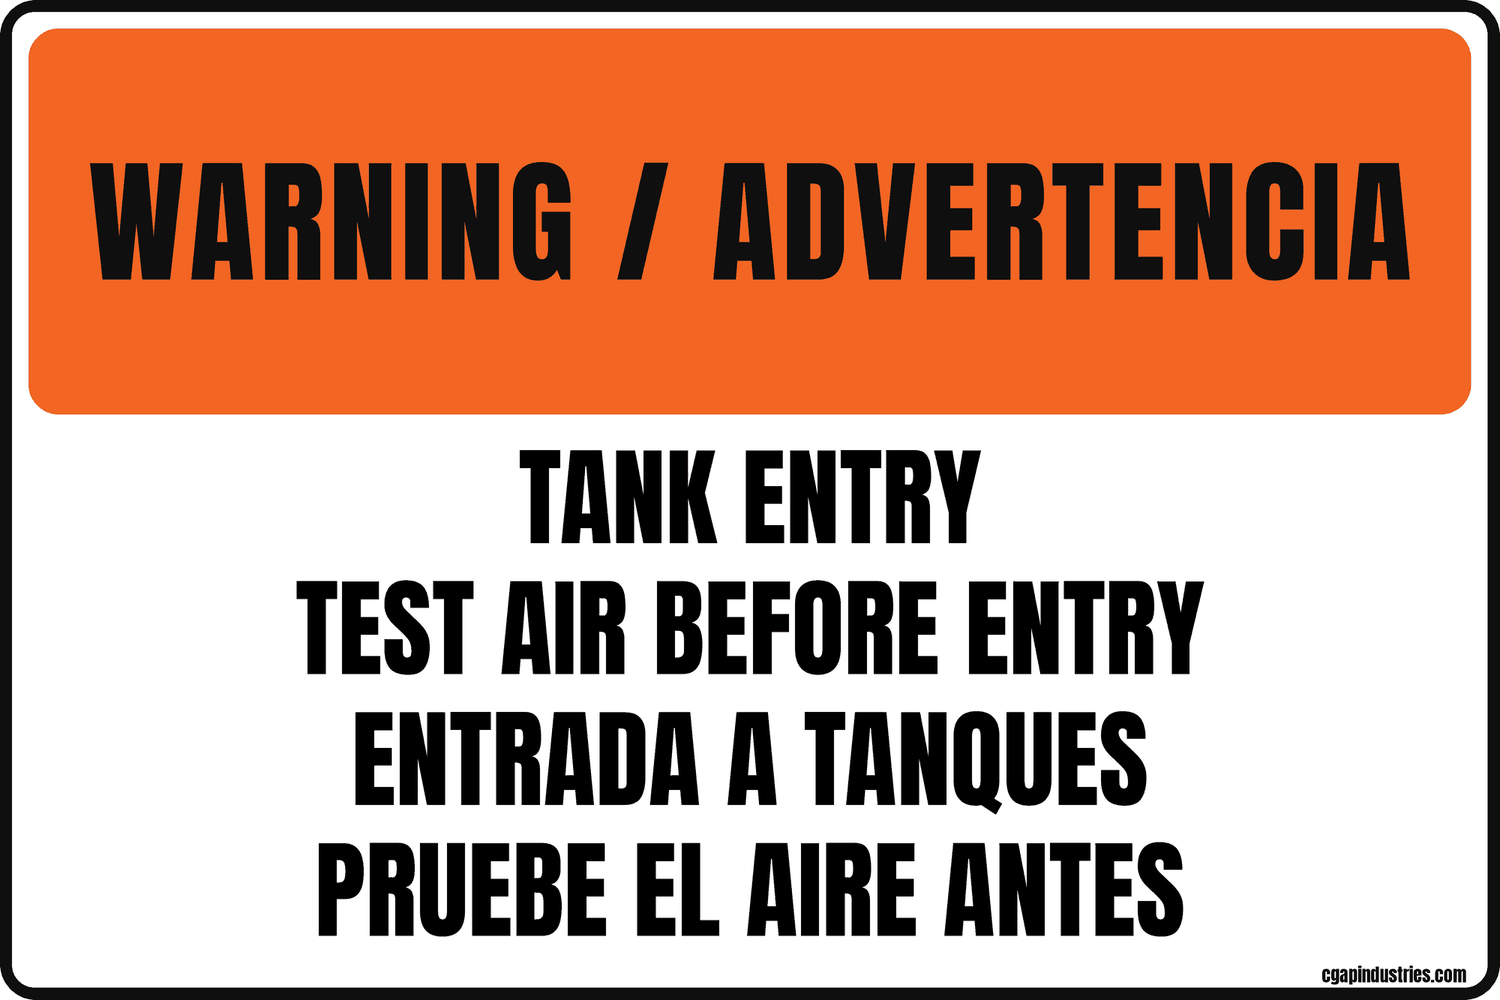 WARNING / ADVERTENCIA
TANK ENTRY
TEST AIR BEFORE ENTRY
ENTRADA A TANQUES
PRUEBE EL AIRE ANTES
cgapindustries.com